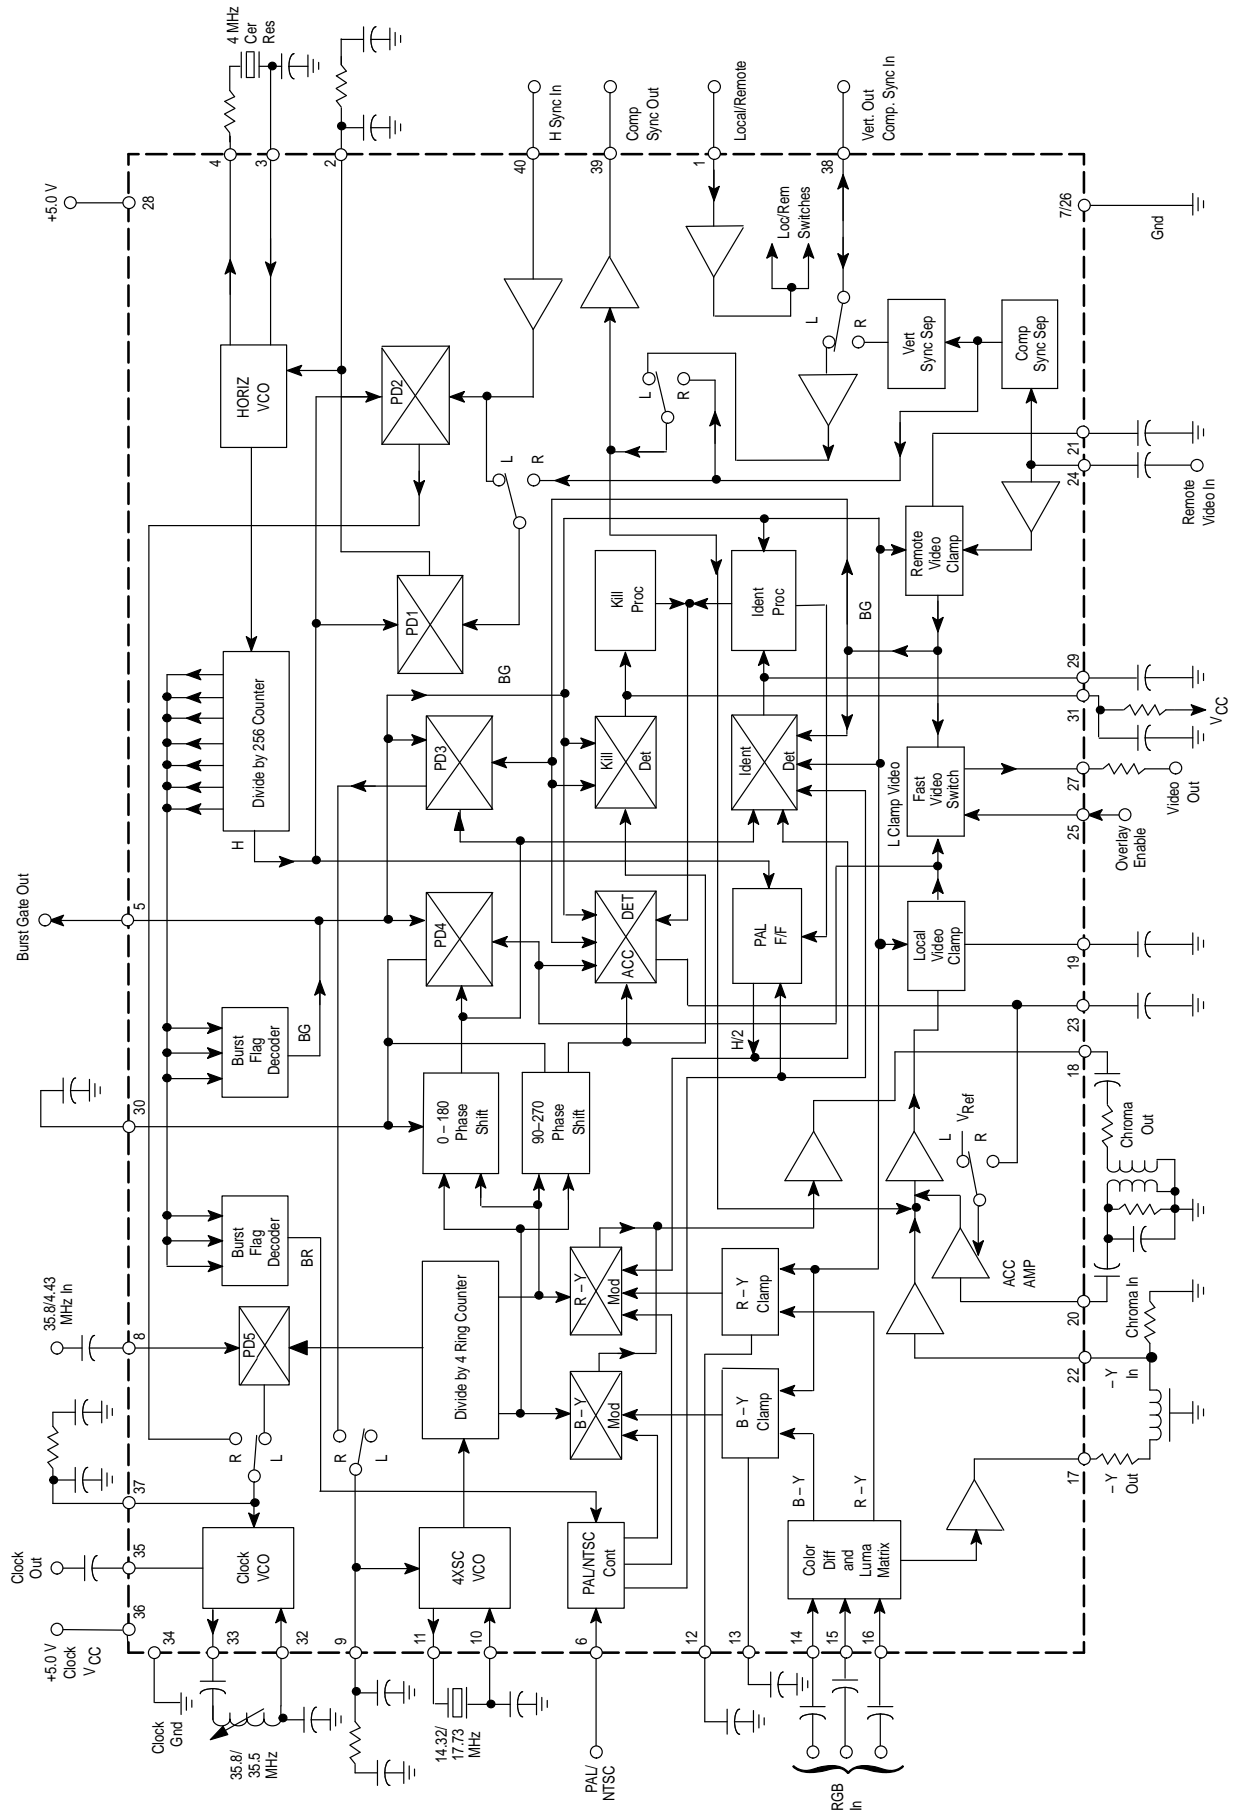 +5.0 V
Clock
V CC
36
Clock
Out
35
37
35.8/4.43
MHz In
8
30
Burst Gate Out
5
+5.0 V
28
Clock
Gnd
34
33
32
35.8/
35.5
MHz
Clock
VCO
R
L
PD5
Burst
Flag
Decoder
BR
Burst
Flag
Decoder
BG
H
Divide by 256 Counter
HORIZ
VCO
4
3
4 MHz
Cer
Res
2
9
R
L
11
10
14.32/
17.73
MHz
4XSC
VCO
Divide by 4 Ring Counter
0 – 180
Phase
Shift
90–270
Phase
Shift
PD4
PD3
PD1
PD2
BG
L
R
40
H Sync In
6
PAL/
NTSC
PAL/NTSC
Cont
B – Y
Mod
R – Y
Mod
ACC
DET
Kill
Det
Kill
Proc
39
Comp
Sync Out
L
R
1
Local/Remote
Loc/Rem
Switches
12
13
B – Y
Clamp
R – Y
Clamp
H/2
PAL
F/F
Ident
Det
Ident
Proc
BG
L
R
38
Vert. Out
Comp. Sync In
14
15
16
RGB
In
Color
Diff
and
Luma
Matrix
B – Y
R – Y
L
V Ref
R
ACC
AMP
Local
Video
Clamp
L Clamp Video
Fast
Video
Switch
Remote
Video
Clamp
Vert
Sync Sep
Comp
Sync Sep
17
– Y
Out
22
– Y
In
20
Chroma In
18
Chroma
Out
23
19
25
Overlay
Enable
27
Video
Out
31
V CC
29
24
Remote
Video In
21
7/26
Gnd